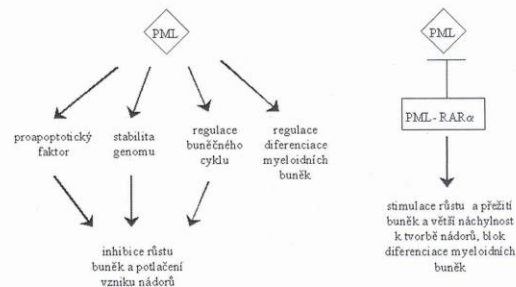 PML
proapoptotický
faktor
stabilita
genomu
regulace
buněčného
cyklu
regulace
diferenciace
myeloidních
buněk
inhibice růstu
buněk a potlačení
vzniku nádorů
PML
PML-RARα
stimulace růstu a přežití
buněk a větší náchylnost
k tvorbě nádorů, blok
diferenciace myeloidních
buněk